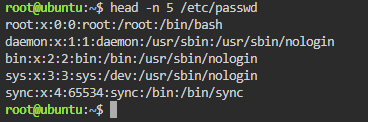 root@ubuntu:~$ head -n 5 /etc/passwd
root:x:0:0:root:/root:/bin/bash
daemon:x:1:1:daemon:/usr/sbin:/usr/sbin/nologin
bin:x:2:2:bin:/bin:/usr/sbin/nologin
sys:x:3:3:sys:/dev:/usr/sbin/nologin
sync:x:4:65534:sync:/bin:/bin/sync
root@ubuntu:~$